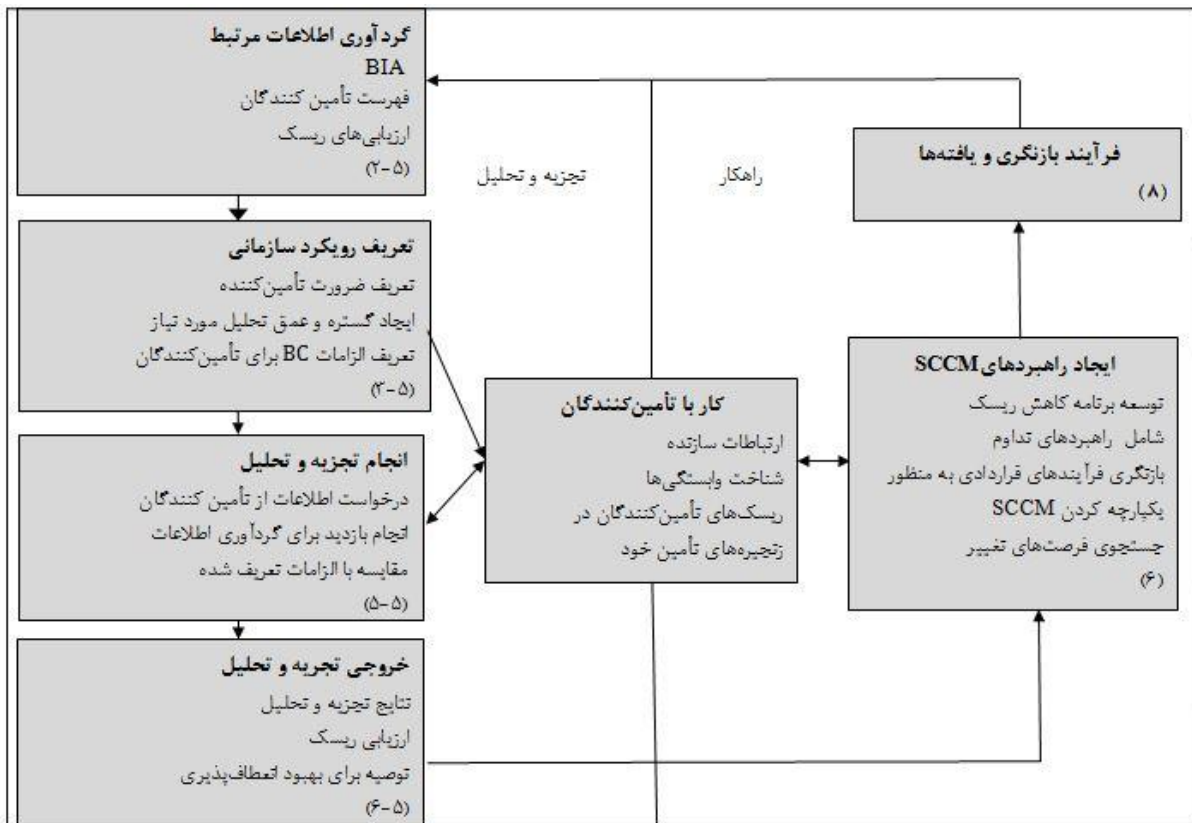 گردآوری اطلاعات مرتبط
BIA
فهرست تأمین کنندگان
ارزیابی‌های ریسک
(۲-۵)
تعریف رویکرد سازمانی
تعریف ضرورت تأمین‌کننده
ایجاد گستره و عمق تحلیل مورد نیاز
تعریف الزامات BC برای تأمین‌کنندگان
(۳-۵)
انجام تجزیه و تحلیل
درخواست اطلاعات از تأمین کنندگان
انجام بازدید برای گردآوری اطلاعات
مقایسه با الزامات تعریف شده
(۵-۵)
خروجی تجزیه و تحلیل
نتایج تجزیه و تحلیل
ارزیابی ریسک
توصیه برای بهبود انعطاف‌پذیری
(۶-۵)
تجزیه و تحلیل
راهکار
کار با تأمین‌کنندگان
ارتباطات سازنده
شناخت وابستگی‌ها
ریسک‌های تأمین‌کنندگان در
زنجیره‌های تأمین خود
فرآیند بازنگری و یافته‌ها
(۸)
ایجاد راهبردهای SCCM
توسعه برنامه کاهش ریسک
شامل راهبردهای تداوم
بازنگری فرآیندهای قراردادی به منظور
یکپارچه کردن SCCM
جستجوی فرصت‌های تغییر
(۶)